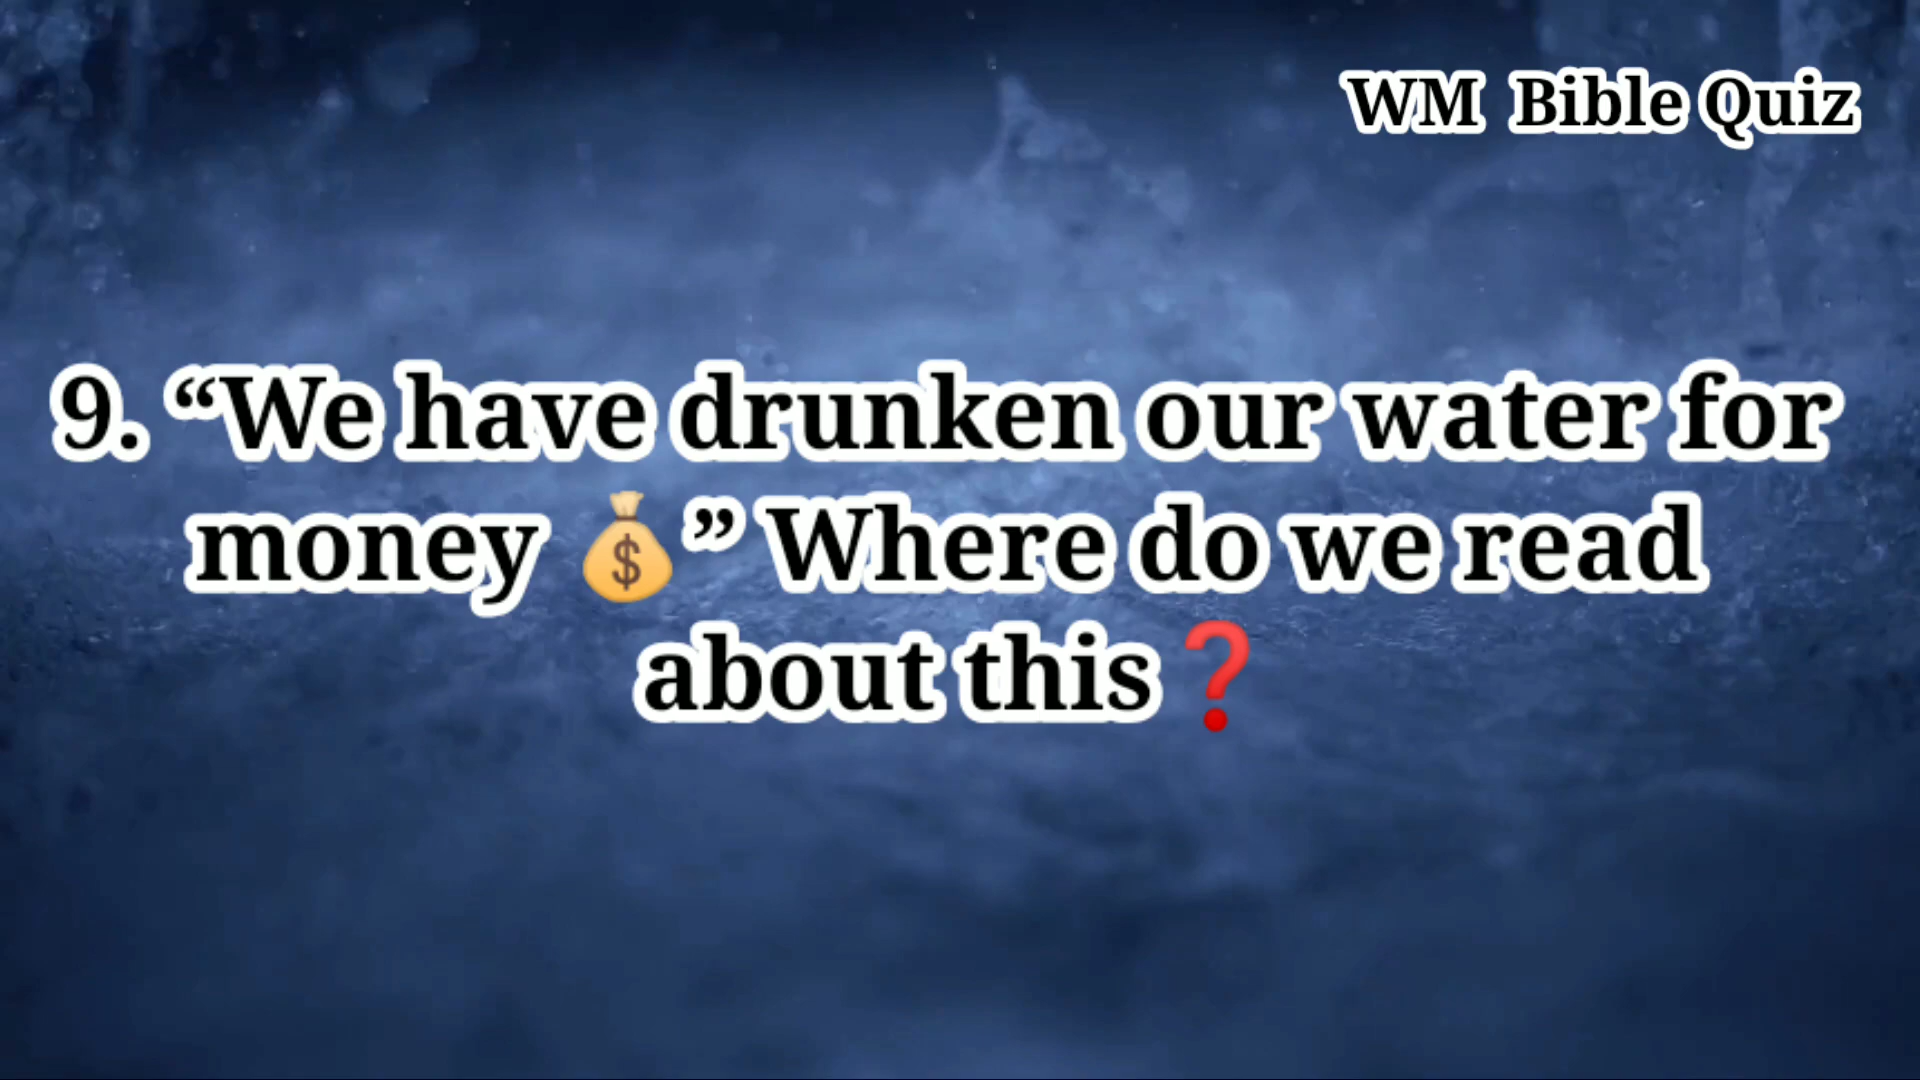 WM Bible Quiz
9. “We have drunken our water for
money 💰” Where do we read
about this❓